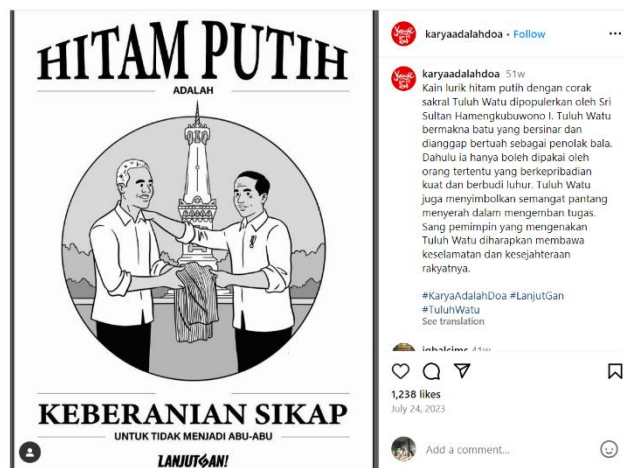 HITAM PUTIH
ADALAH
KEBERANIAN SIKAP
UNTUK TIDAK MENJADI ABU-ABU
LANJUTGAN!
karyaadalahdoa • Follow
karyaadalahdoa 51w
Kain lurik hitam putih dengan corak
sakral Tuluh Watu dipopulerkan oleh Sri
Sultan Hamengkubuwono I. Tuluh Watu
bermakna batu yang bersinar dan
dianggap bertuah sebagai penolak bala.
Dahulu ia hanya boleh dipakai oleh
orang tertentu yang berkepribadian
kuat dan berbudi luhur. Tuluh Watu
juga menyimbolkan semangat pantang
menyerah dalam mengemban tugas.
Sang pemimpin yang mengenakan
Tuluh Watu diharapkan membawa
keselamatan dan kesejahteraan
rakyatnya.
#KaryaAdalahDoa #LanjutGan
#TuluhWatu
See translation
1,238 likes
July 24, 2023
Add a comment...